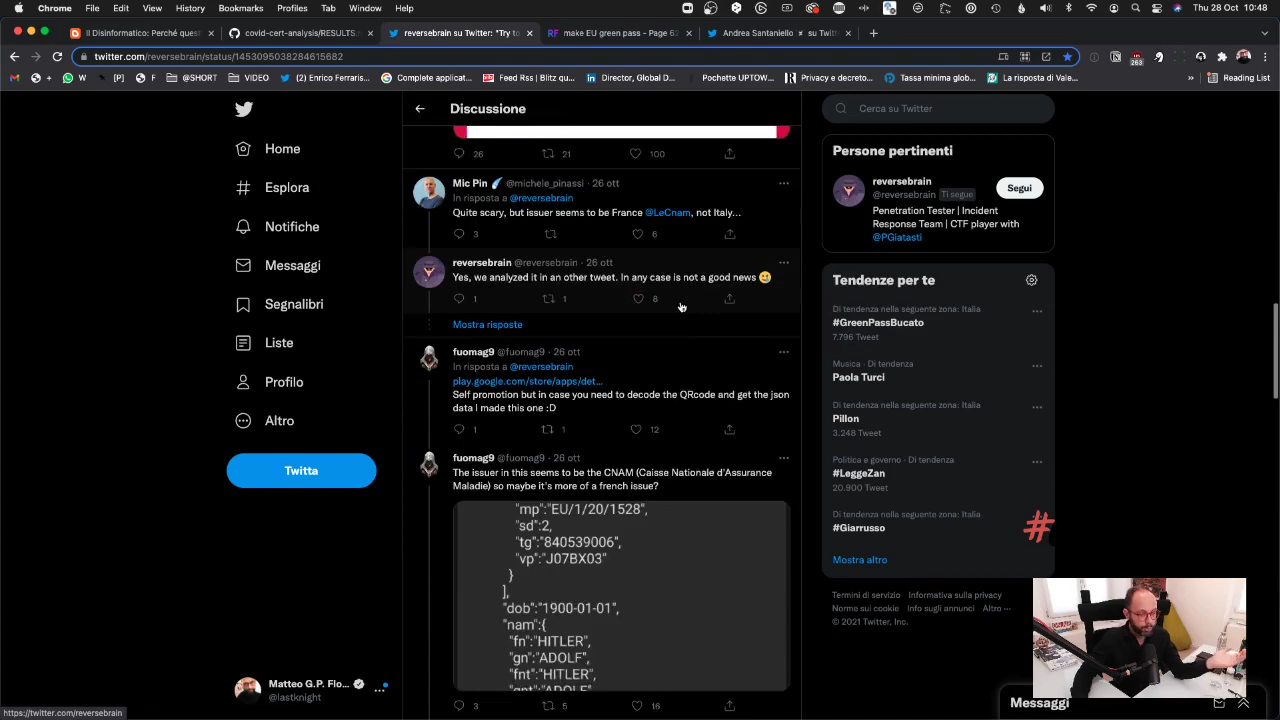 Chrome File Edit View History Bookmarks Profiles Tab Window Help
Thu 28 Oct 10:48
Il Disinformatico: Perché quest
covid-cert-analysis/RESULTS.r
reversebrain su Twitter: "Try to
make EU green pass - Page 62
Andrea Santaniello su Twitt
twitter.com/reversebrain/status/1453095038284615682
263
@SHORT
VIDEO
(2) Enrico Ferraris...
Complete applicat...
Feed Rss | Blitz qu...
Director, Global D...
Pochette UPTOW...
Privacy e decreto...
Tassa minima glob...
La risposta di Vale...
Reading List
Home
Esplora
Notifiche
Messaggi
Segnalibri
Liste
Profilo
Altro
Twitta
Matteo G.P. Flo...
@lastknight
https://twitter.com/reversebrain
Discussione
26 21 100
Mic Pin @michele_pinassi · 26 ott
In risposta a @reversebrain
Quite scary, but issuer seems to be France @LeCnam, not Italy...
3 6
reversebrain @reversebrain · 26 ott
Yes, we analyzed it in an other tweet. In any case is not a good news
1 1 8
Mostra risposte
fuomag9 @fuomag9 · 26 ott
In risposta a @reversebrain
play.google.com/store/apps/det...
Self promotion but in case you need to decode the QRcode and get the json
data I made this one :D
1 1 12
fuomag9 @fuomag9 · 26 ott
The issuer in this seems to be the CNAM (Caisse Nationale d'Assurance
Maladie) so maybe it's more of a french issue?
"mp":"EU/1/20/1528",
"sd":2,
"tg":"840539006",
"vp":"J07BX03"
}
],
"dob":"1900-01-01",
"nam":{
"fn":"HITLER",
"gn":"ADOLF",
"fnt":"HITLER",
"gnt":"ADOLF",
3 5 16
Cerca su Twitter
Persone pertinenti
reversebrain
@reversebrain Ti segue
Segui
Penetration Tester | Incident
Response Team | CTF player with
@PGiatasti
Tendenze per te
Di tendenza nella seguente zona: Italia
#GreenPassBucato
7.796 Tweet
Musica · Di tendenza
Paola Turci
Di tendenza nella seguente zona: Italia
Pillon
3.248 Tweet
Politica e governo · Di tendenza
#LeggeZan
20.900 Tweet
Di tendenza nella seguente zona: Italia
#Giarrusso
#
Mostra altro
Termini di servizio Informativa sulla privacy
Norme sui cookie Info sugli annunci Altro ···
© 2021 Twitter, Inc.
Messaggi